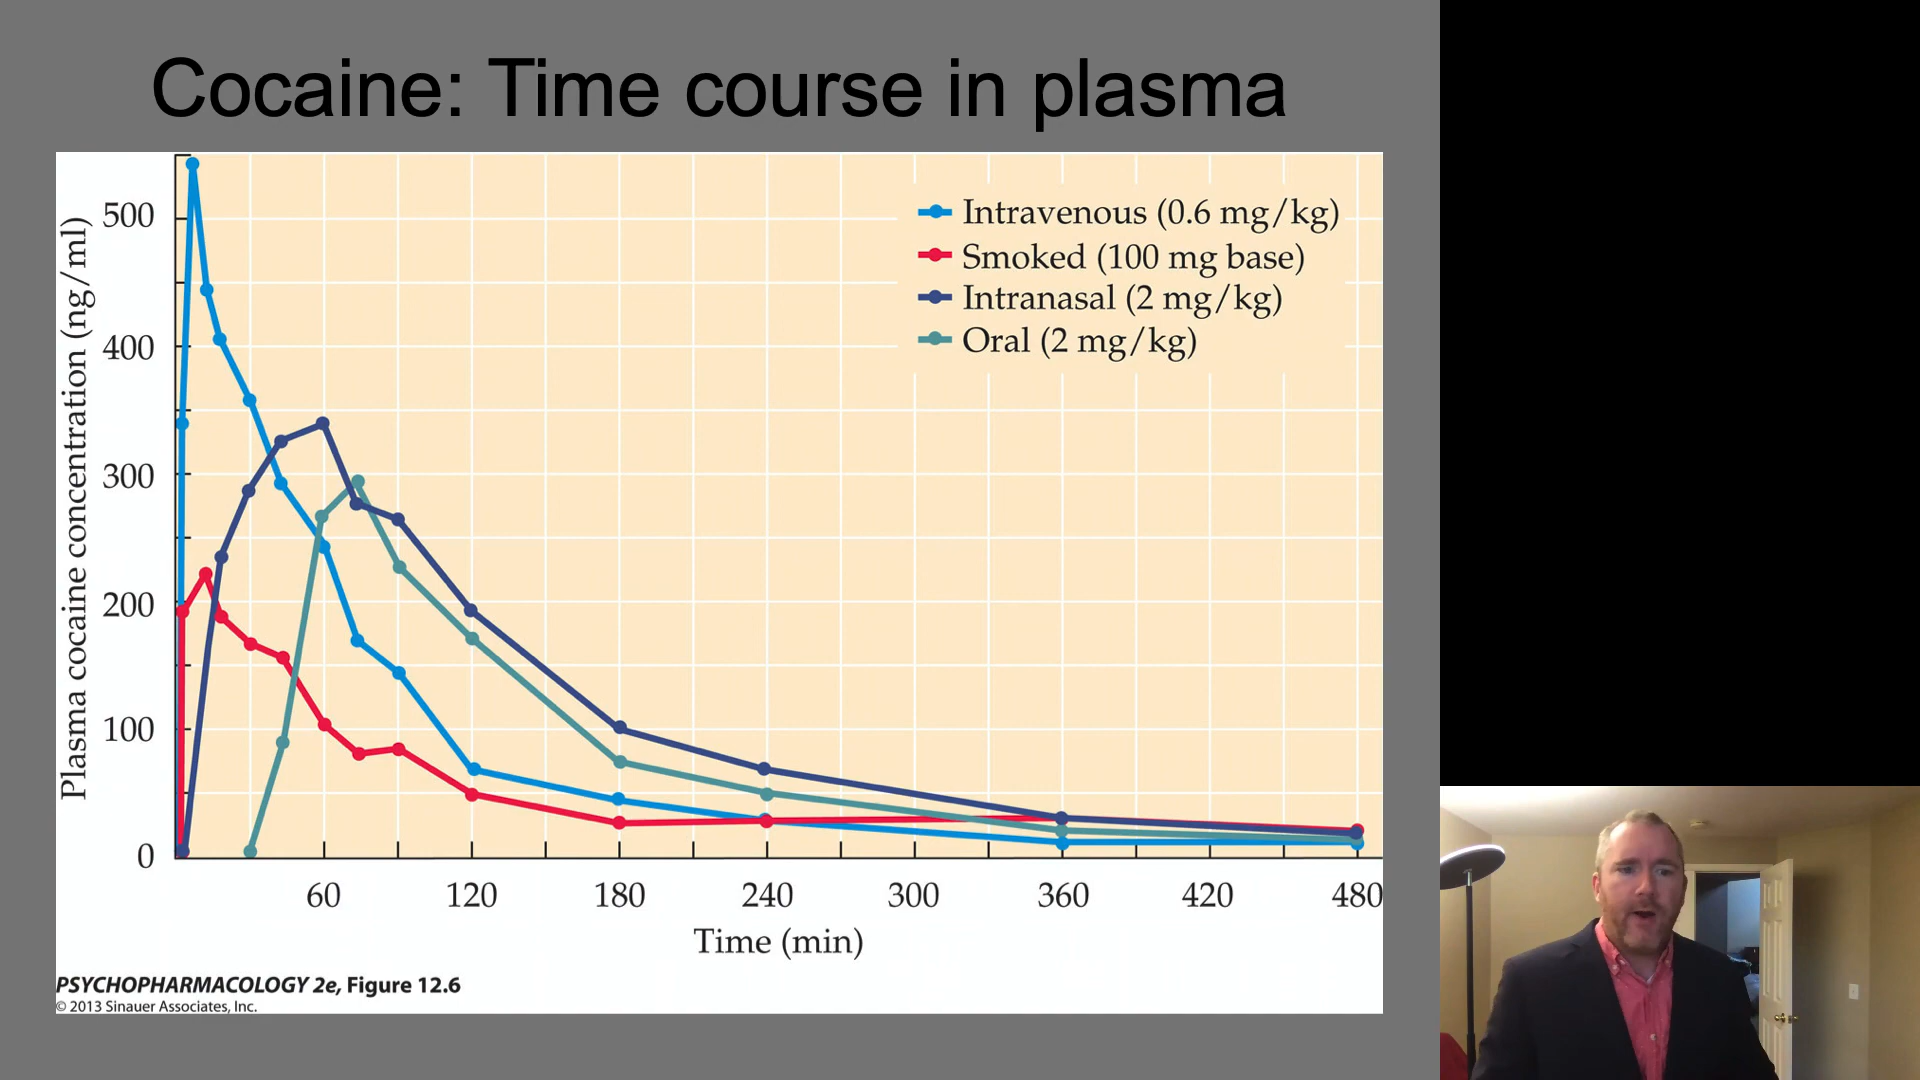 Cocaine: Time course in plasma
Plasma cocaine concentration (ng/ml)
500
400
300
200
100
0
Intravenous (0.6 mg/kg)
Smoked (100 mg base)
Intranasal (2 mg/kg)
Oral (2 mg/kg)
60 120 180 240 300 360 420 480
Time (min)
PSYCHOPHARMACOLOGY 2e, Figure 12.6
© 2013 Sinauer Associates, Inc.